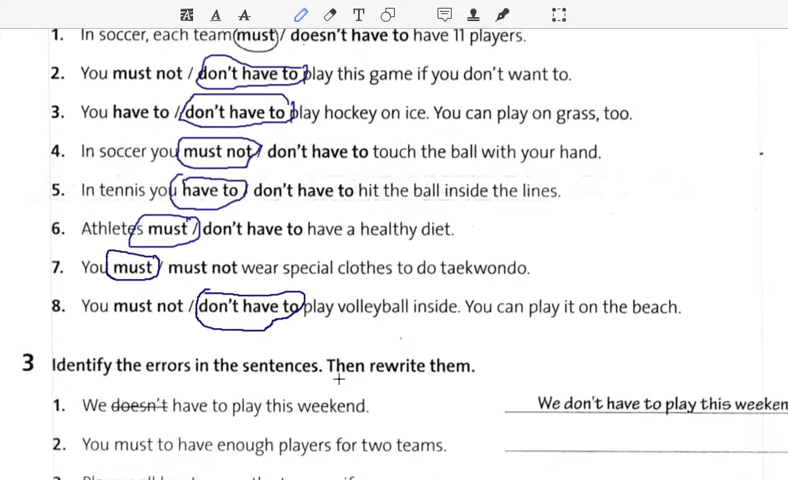 1. In soccer, each team must / doesn't have to have 11 players.
2. You must not / don't have to play this game if you don't want to.
3. You have to / don't have to play hockey on ice. You can play on grass, too.
4. In soccer you must not / don't have to touch the ball with your hand.
5. In tennis you have to / don't have to hit the ball inside the lines.
6. Athletes must / don't have to have a healthy diet.
7. You must / must not wear special clothes to do taekwondo.
8. You must not / don't have to play volleyball inside. You can play it on the beach.
3 Identify the errors in the sentences. Then rewrite them.
1. We doesn't have to play this weekend. We don't have to play this weeken
2. You must to have enough players for two teams.